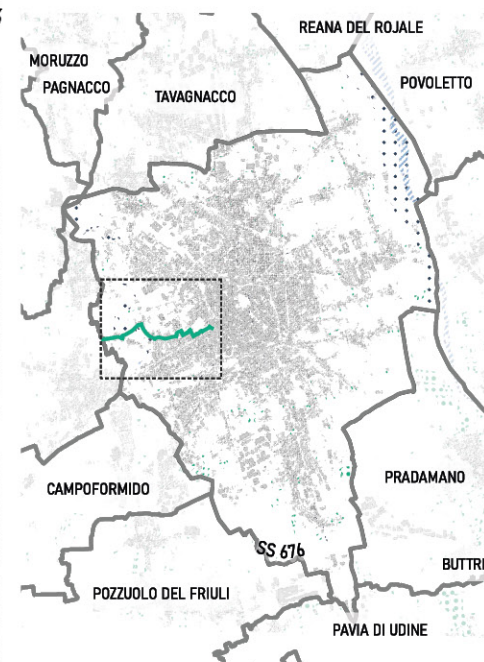 REANA DEL ROJALE
MORUZZO
PAGNACCO
POVOLETTO
TAVAGNACCO
CAMPOFORMIDO
PRADAMANO
SS 676
BUTTRI
POZZUOLO DEL FRIULI
PAVIA DI UDINE